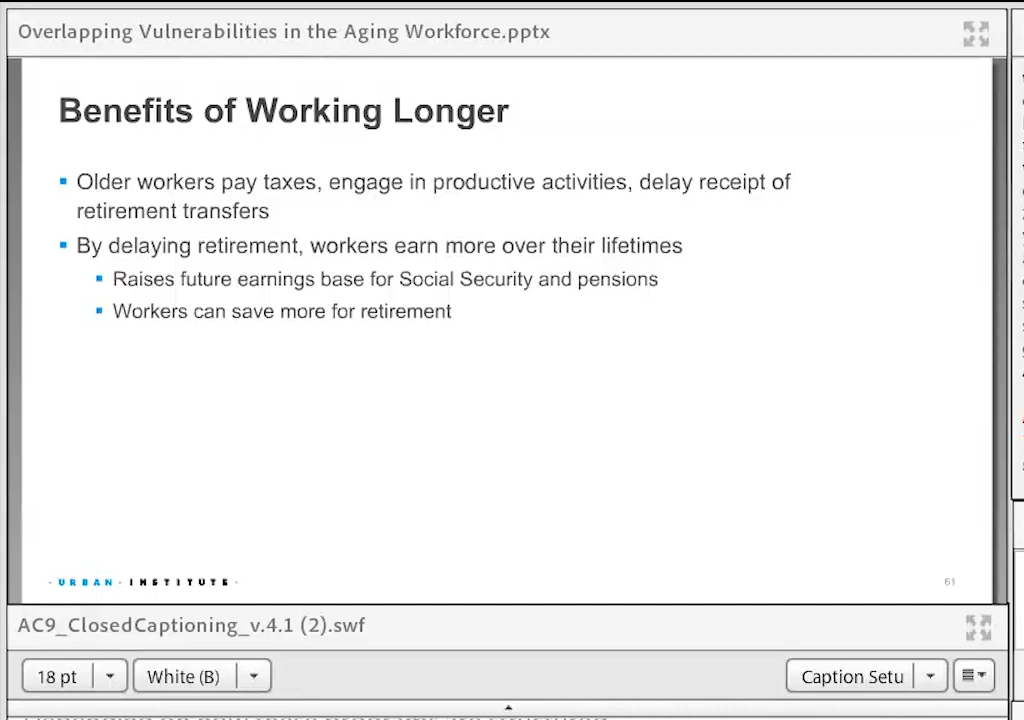 Overlapping Vulnerabilities in the Aging Workforce.pptx
Benefits of Working Longer
Older workers pay taxes, engage in productive activities, delay receipt of
retirement transfers
By delaying retirement, workers earn more over their lifetimes
Raises future earnings base for Social Security and pensions
Workers can save more for retirement
· URBAN · INSTITUTE ·
61
AC9_ClosedCaptioning_v.4.1 (2).swf
18 pt
White (B)
Caption Setu